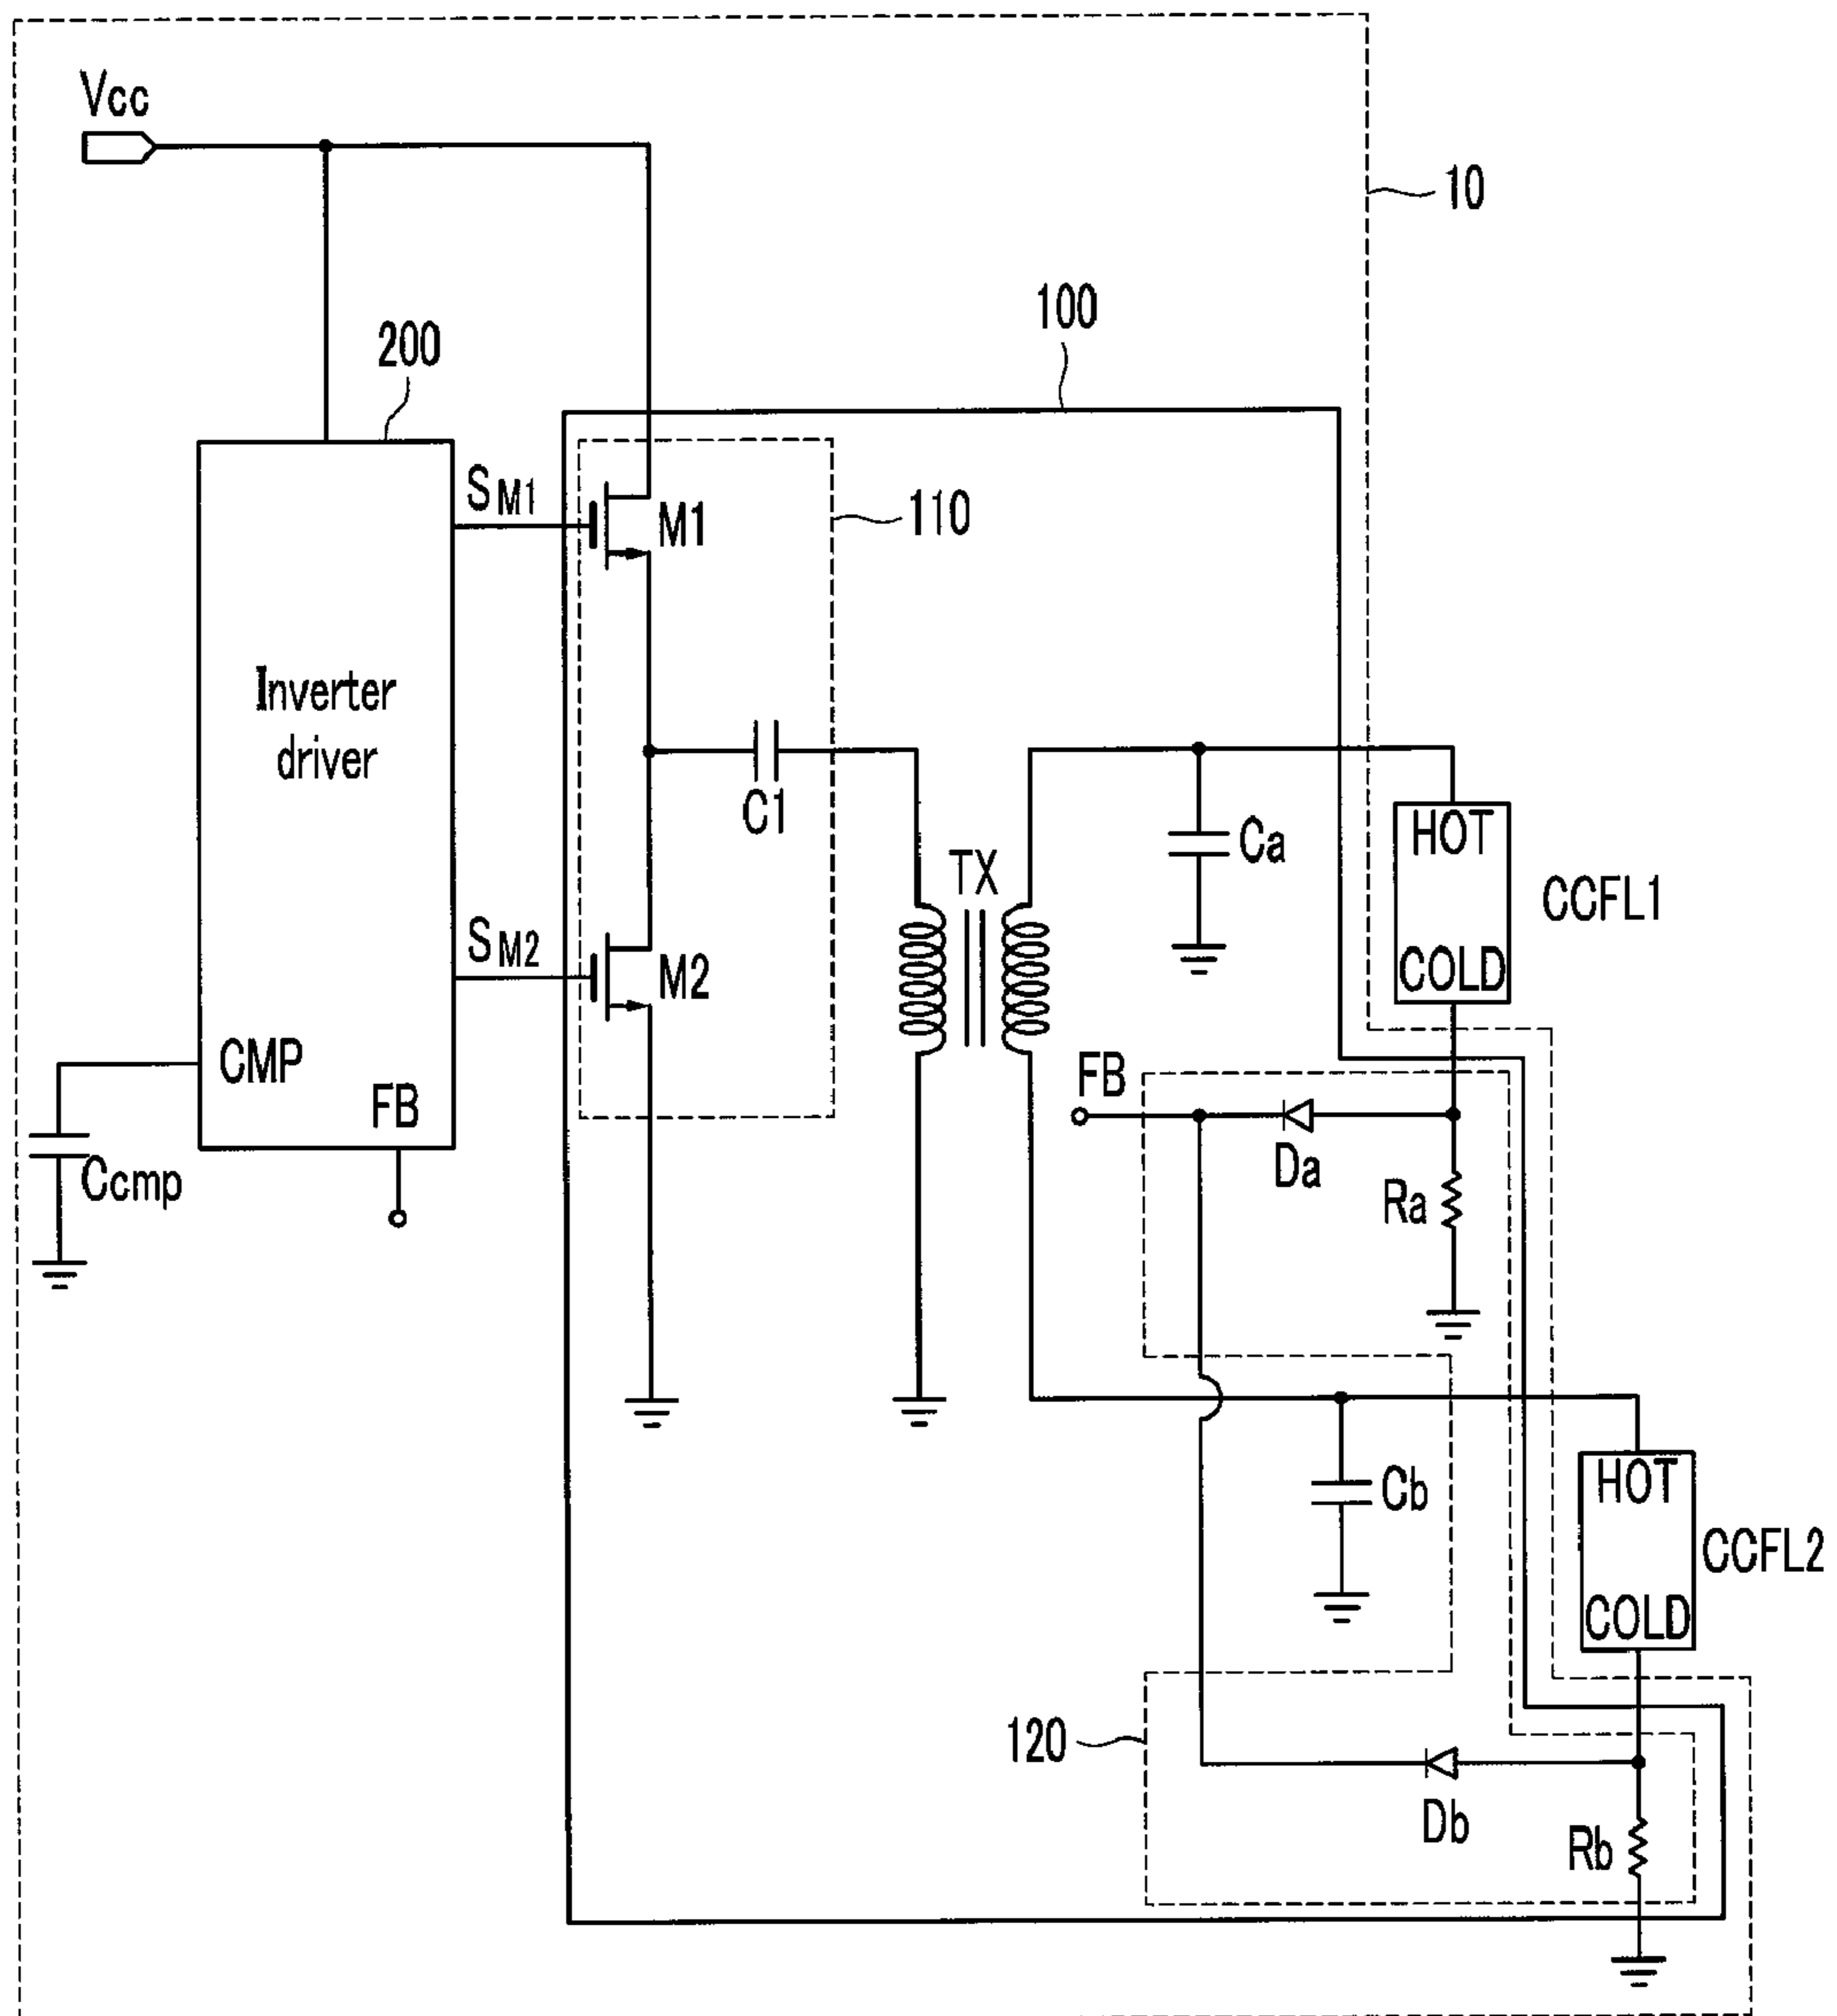 Vcc
10
100
200
SM1
M1
110
Inverter
driver
C1
Ca
HOT
TX
CCFL1
SM2
M2
COLD
CMP
FB
FB
Da
Ccmp
Ra
Cb
HOT
CCFL2
COLD
120
Db
Rb